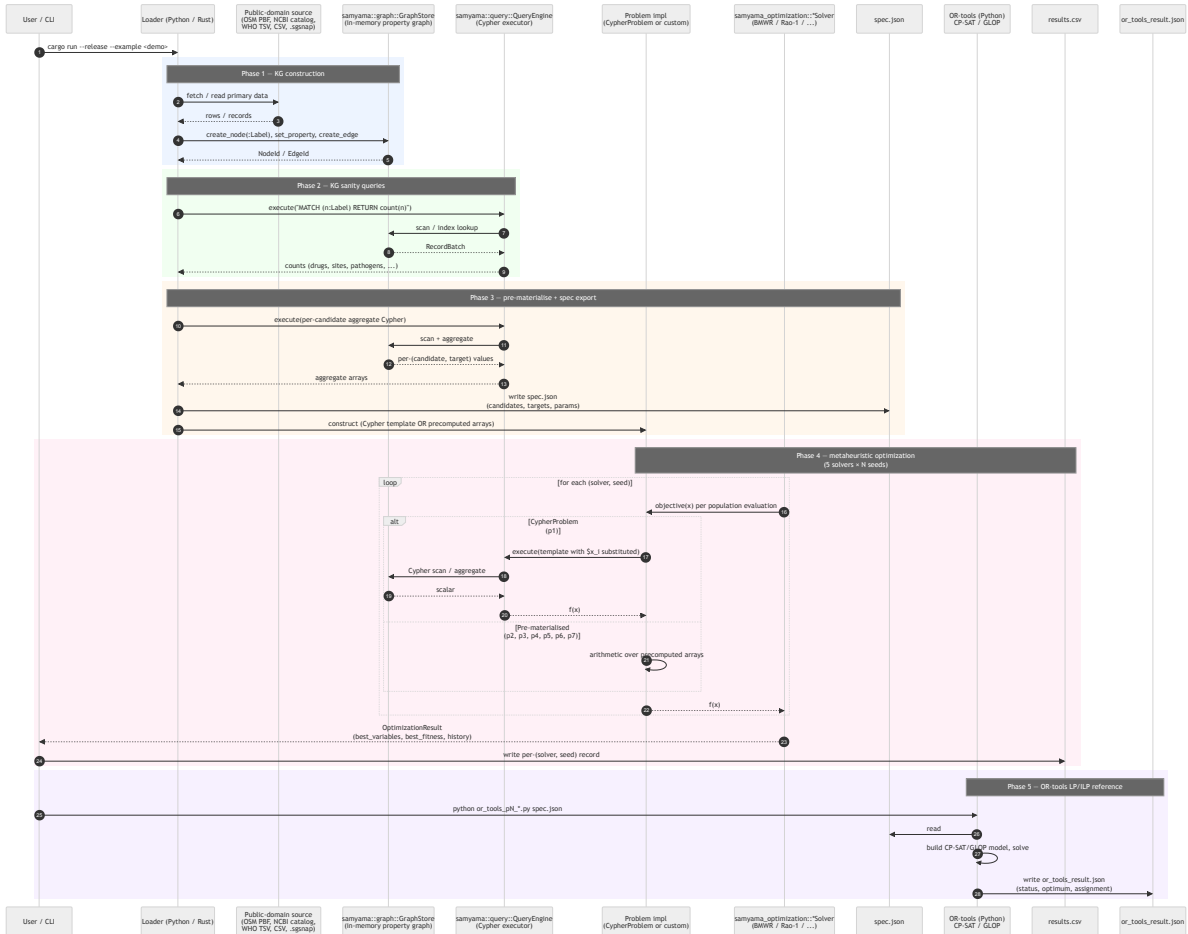 User / CLI
Loader (Python / Rust)
Public-domain source
(OSM PBF, NCBI catalog,
WHO TSV, CSV, .sgsnap)
samyama::graph::GraphStore
(in-memory property graph)
samyama::query::QueryEngine
(Cypher executor)
Problem impl
(CypherProblem or custom)
samyama_optimization::*Solver
(BMWR / Rao-1 / ...)
spec.json
OR-tools (Python)
CP-SAT / GLOP
results.csv
or_tools_result.json
1
cargo run --release --example <demo>
Phase 1 — KG construction
2
fetch / read primary data
rows / records
3
4
create_node(:Label), set_property, create_edge
NodeId / EdgeId
5
Phase 2 — KG sanity queries
6
execute("MATCH (n:Label) RETURN count(n)")
scan / index lookup
7
8
RecordBatch
counts (drugs, sites, pathogens, ...)
9
Phase 3 — pre-materialise + spec export
10
execute(per-candidate aggregate Cypher)
scan + aggregate
11
12
per-(candidate, target) values
aggregate arrays
13
write spec.json
(candidates, targets, params)
14
15
construct (Cypher template OR precomputed arrays)
Phase 4 — metaheuristic optimization
(5 solvers × N seeds)
loop
[for each (solver, seed)]
objective(x) per population evaluation
16
alt
[CypherProblem
(p1)]
execute(template with $x_i substituted)
17
Cypher scan / aggregate
18
19
scalar
20
f(x)
[Pre-materialised
(p2, p3, p4, p5, p6, p7)]
arithmetic over precomputed arrays
21
22
f(x)
OptimizationResult
(best_variables, best_fitness, history)
23
24
write per-(solver, seed) record
Phase 5 — OR-tools LP/ILP reference
25
python or_tools_pN_*.py spec.json
read
26
build CP-SAT/GLOP model, solve
27
write or_tools_result.json
(status, optimum, assignment)
28
User / CLI
Loader (Python / Rust)
Public-domain source
(OSM PBF, NCBI catalog,
WHO TSV, CSV, .sgsnap)
samyama::graph::GraphStore
(in-memory property graph)
samyama::query::QueryEngine
(Cypher executor)
Problem impl
(CypherProblem or custom)
samyama_optimization::*Solver
(BMWR / Rao-1 / ...)
spec.json
OR-tools (Python)
CP-SAT / GLOP
results.csv
or_tools_result.json